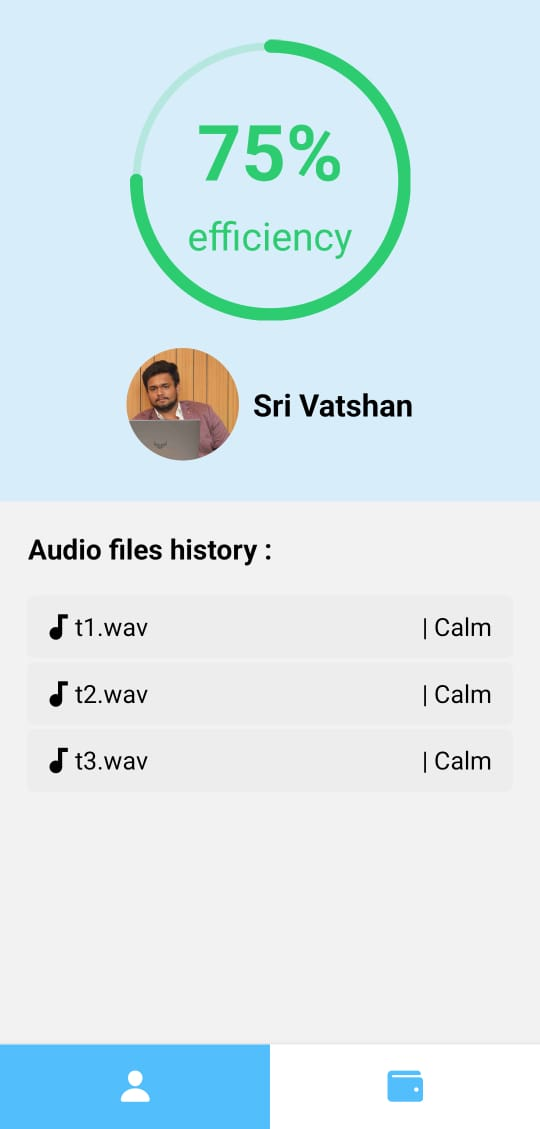 75%
efficiency
Sri Vatshan
Audio files history :
t1.wav | Calm
t2.wav | Calm
t3.wav | Calm